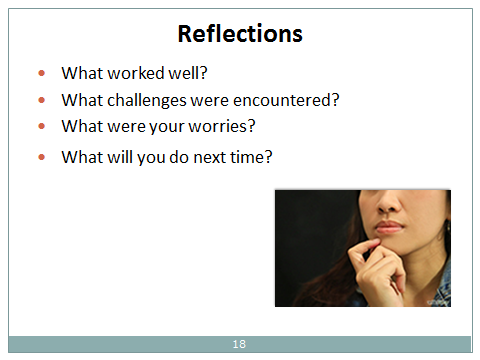 Reflections
What worked well?
What challenges were encountered?
What were your worries?
What will you do next time?
18